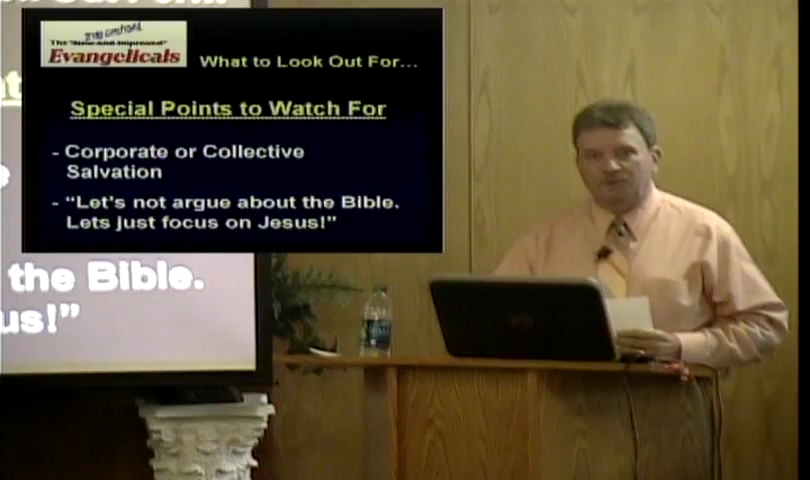 The "New and Improved"
Evangelicals
What to Look Out For...
Special Points to Watch For
- Corporate or Collective
Salvation
- “Let's not argue about the Bible.
Lets just focus on Jesus!”
the Bible.
us!”